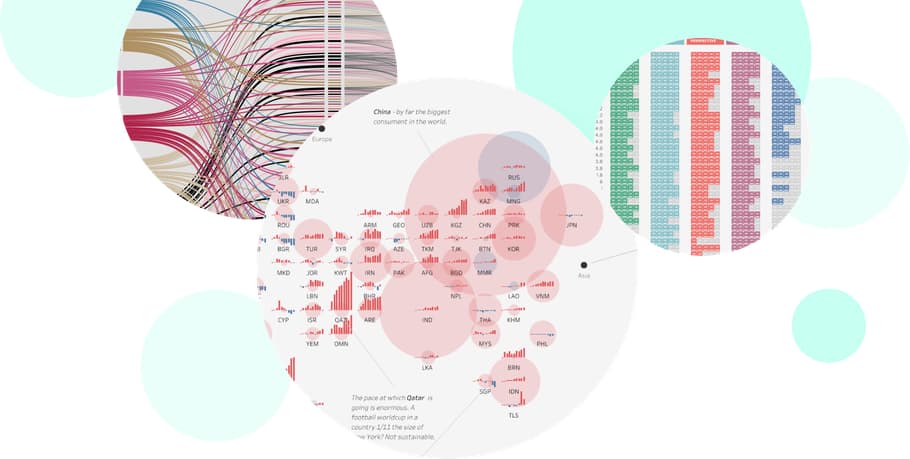 PERSPECTIVE
China - by far the biggest
consument in the world.
Europe
RUS
JLR
UKR MDA KAZ MNG
ROU ARM GEO UZB KGZ CHN PRK JPN
BGR TUR SYR IRQ AZE TKM TJK BTN KOR
Asia
MKD JOR KWT IRN PAK AFG BGD MMR
LBN BHR NPL LAO VNM
CYP ISR QAT ARE IND THA KHM
YEM OMN MYS PHL
LKA BRN
SGP IDN
TLS
The pace at which Qatar is
going is enormous. A
football worldcup in a
country 1/11 the size of
York? Not sustainable.